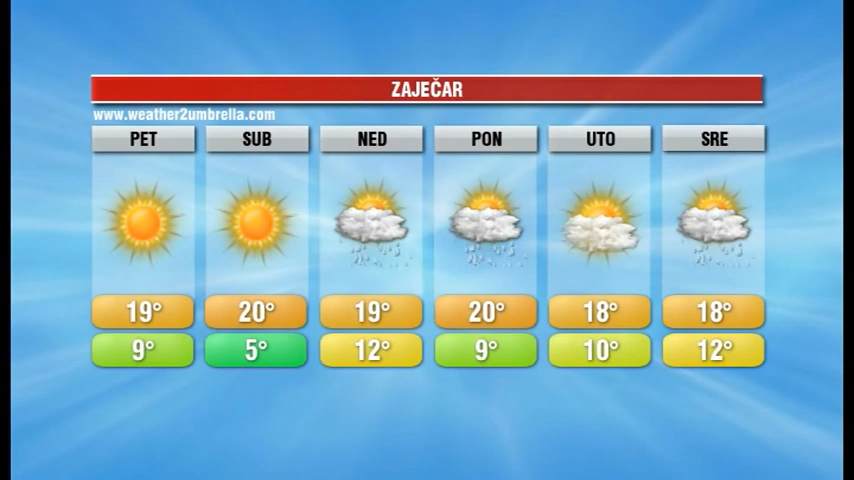 ZAJEČAR
www.weather2umbrella.com
PET SUB NED PON UTO SRE
19° 20° 19° 20° 18° 18°
9° 5° 12° 9° 10° 12°